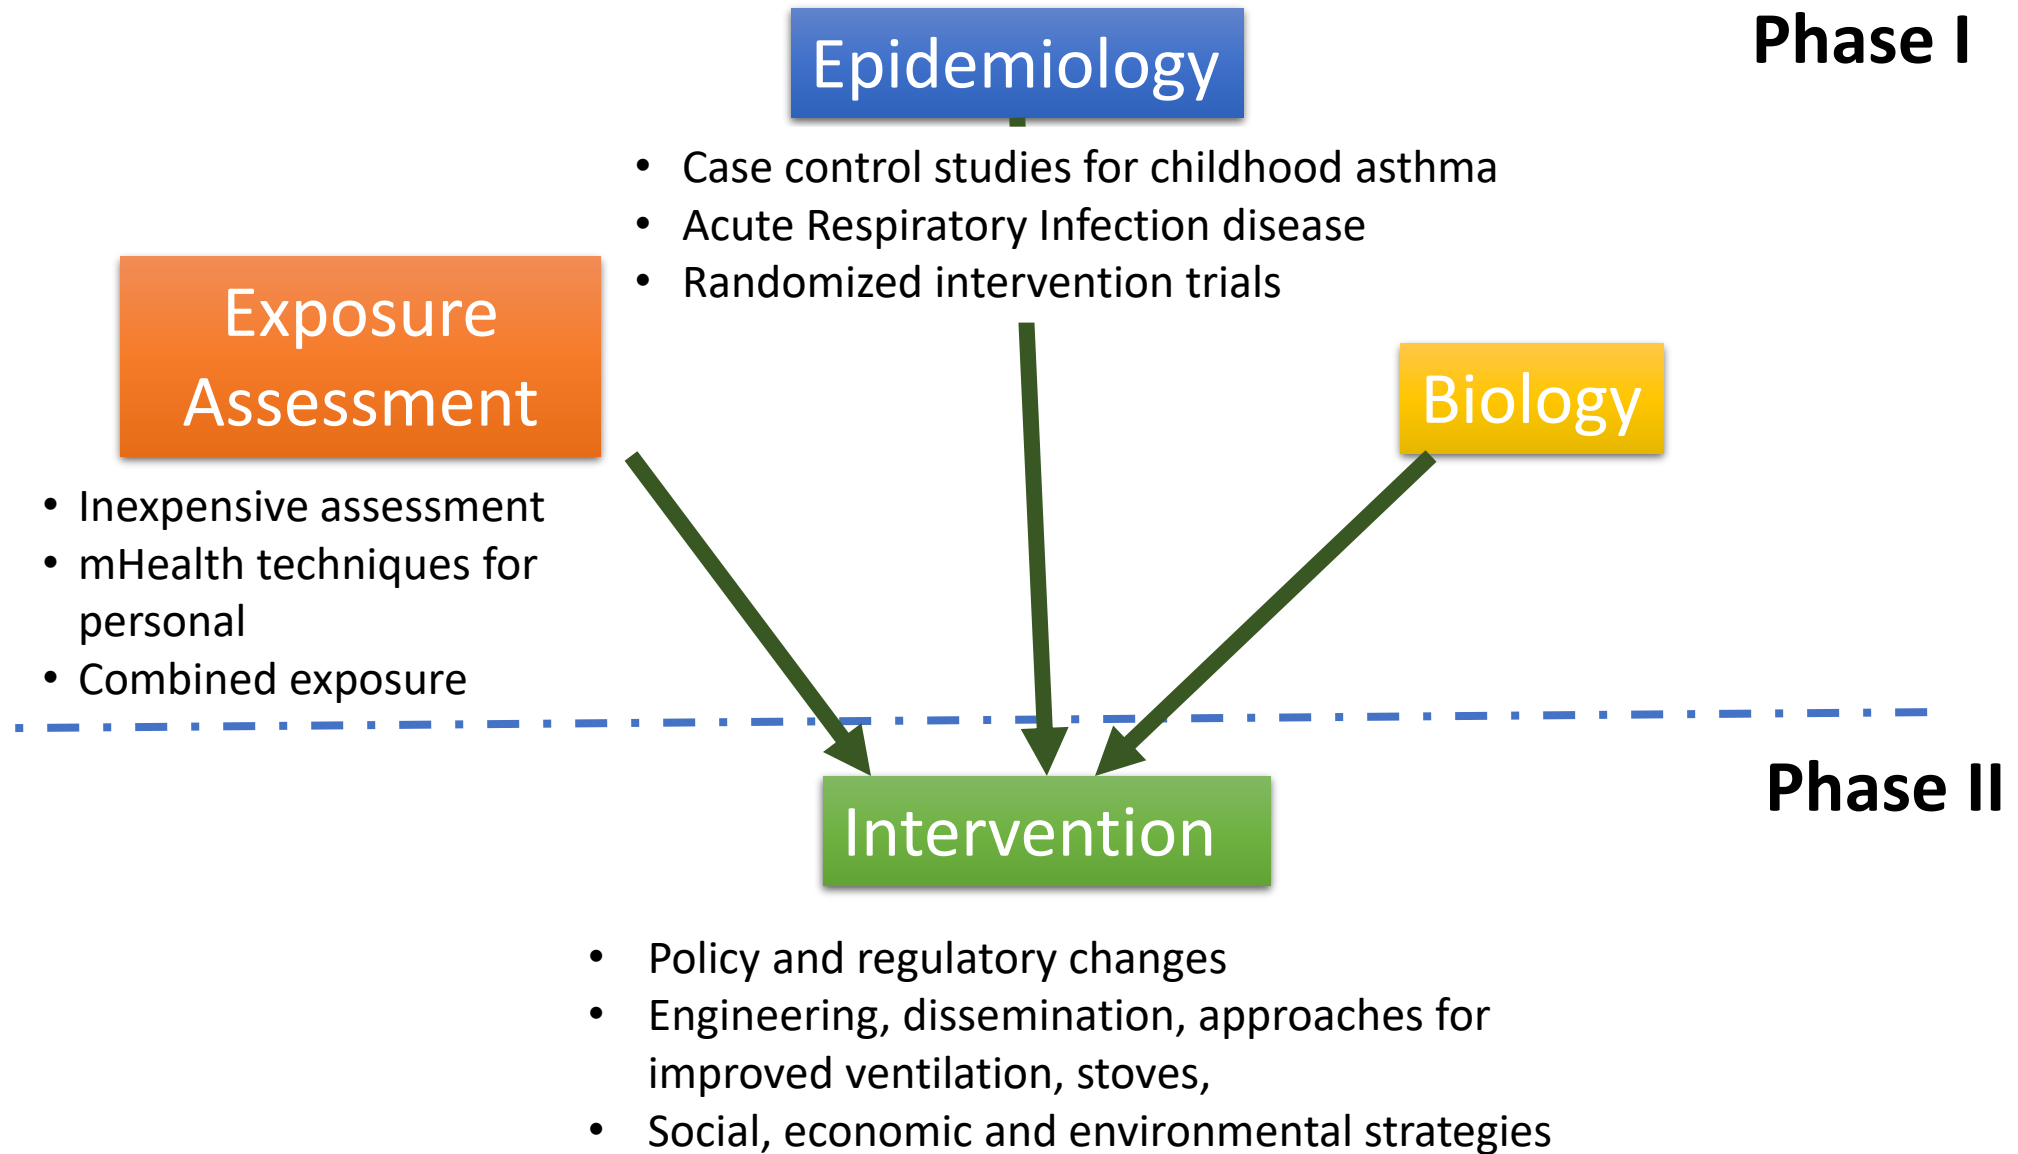 Phase I
Epidemiology
• Case control studies for childhood asthma
• Acute Respiratory Infection disease
• Randomized intervention trials
Exposure
Assessment
• Inexpensive assessment
• mHealth techniques for
personal
• Combined exposure
Biology
Phase II
Intervention
• Policy and regulatory changes
• Engineering, dissemination, approaches for
improved ventilation, stoves,
• Social, economic and environmental strategies